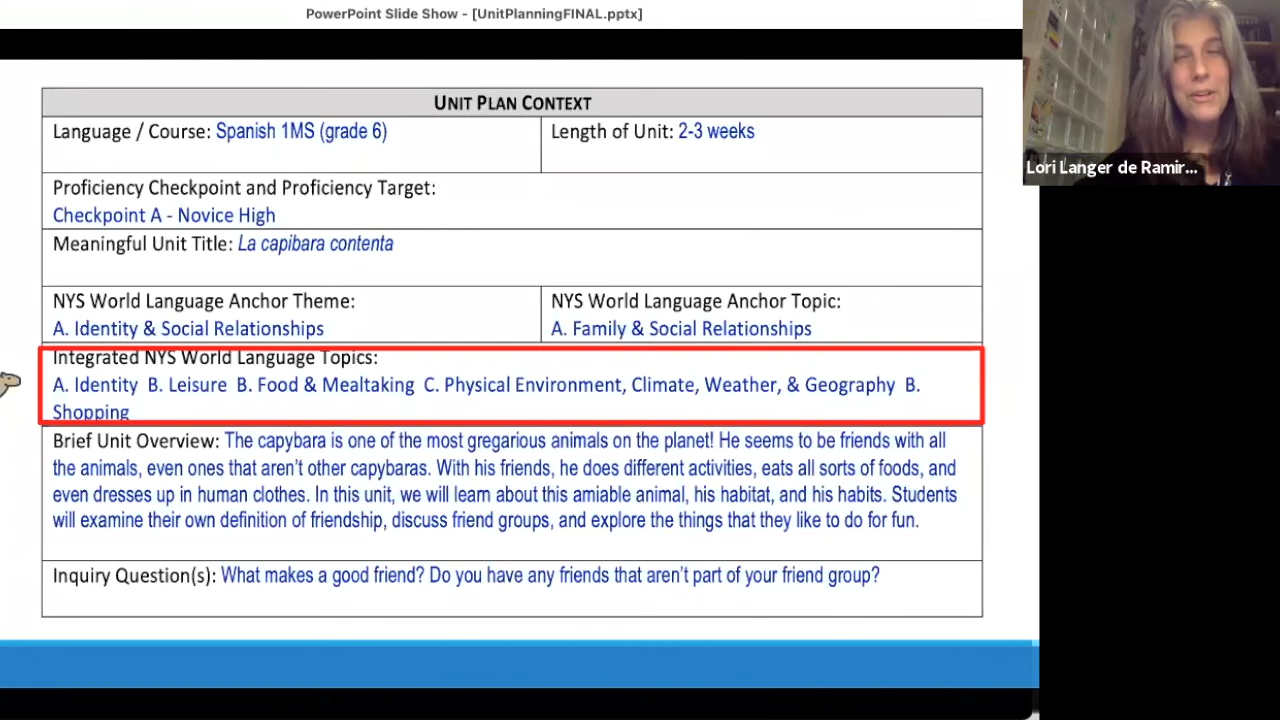 PowerPoint Slide Show - [UnitPlanningFINAL.pptx]
UNIT PLAN CONTEXT
Language / Course: Spanish 1MS (grade 6)
Length of Unit: 2-3 weeks
Proficiency Checkpoint and Proficiency Target:
Checkpoint A - Novice High
Meaningful Unit Title: La capibara contenta
NYS World Language Anchor Theme:
A. Identity & Social Relationships
NYS World Language Anchor Topic:
A. Family & Social Relationships
Integrated NYS World Language Topics:
A. Identity B. Leisure B. Food & Mealtaking C. Physical Environment, Climate, Weather, & Geography B.
Shopping
Brief Unit Overview: The capybara is one of the most gregarious animals on the planet! He seems to be friends with all
the animals, even ones that aren't other capybaras. With his friends, he does different activities, eats all sorts of foods, and
even dresses up in human clothes. In this unit, we will learn about this amiable animal, his habitat, and his habits. Students
will examine their own definition of friendship, discuss friend groups, and explore the things that they like to do for fun.
Inquiry Question(s): What makes a good friend? Do you have any friends that aren't part of your friend group?
Lori Langer de Ramir...